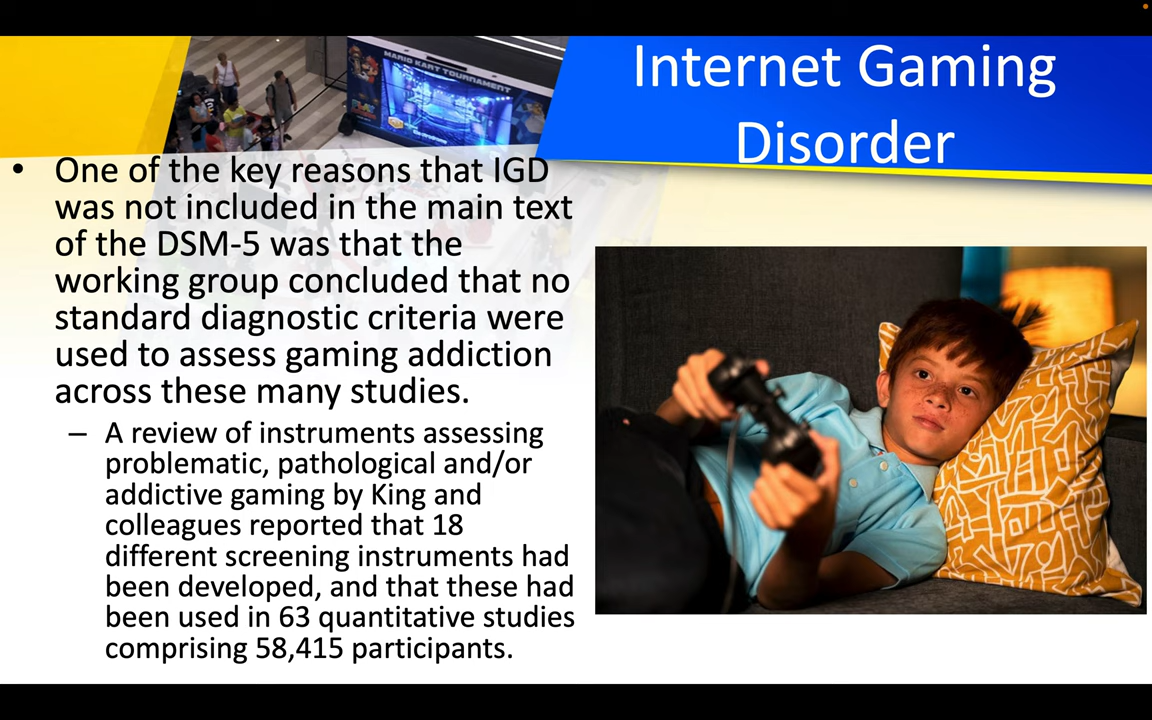 MARIO KART TOURNAMENT
Internet Gaming
Disorder
• One of the key reasons that IGD
was not included in the main text
of the DSM-5 was that the
working group concluded that no
standard diagnostic criteria were
used to assess gaming addiction
across these many studies.
– A review of instruments assessing
problematic, pathological and/or
addictive gaming by King and
colleagues reported that 18
different screening instruments had
been developed, and that these had
been used in 63 quantitative studies
comprising 58,415 participants.